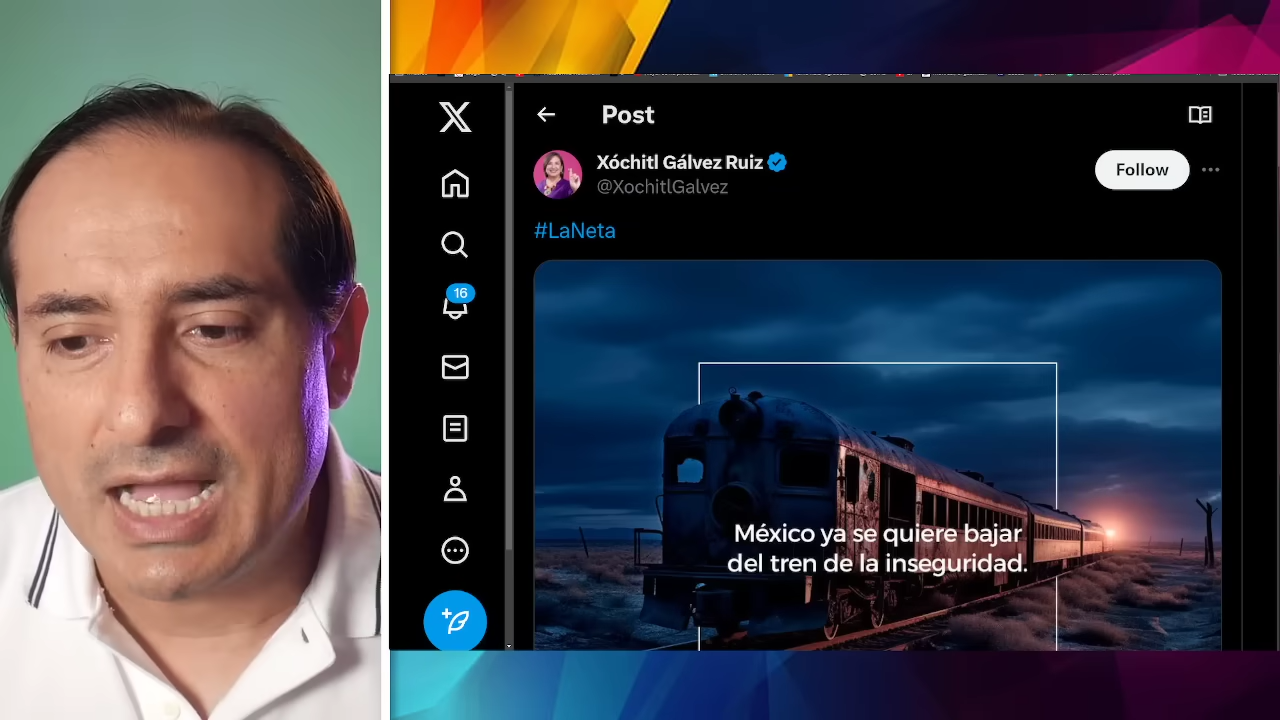 Post
Xóchitl Gálvez Ruiz
@XochitlGalvez
Follow
#LaNeta
16
México ya se quiere bajar
del tren de la inseguridad.